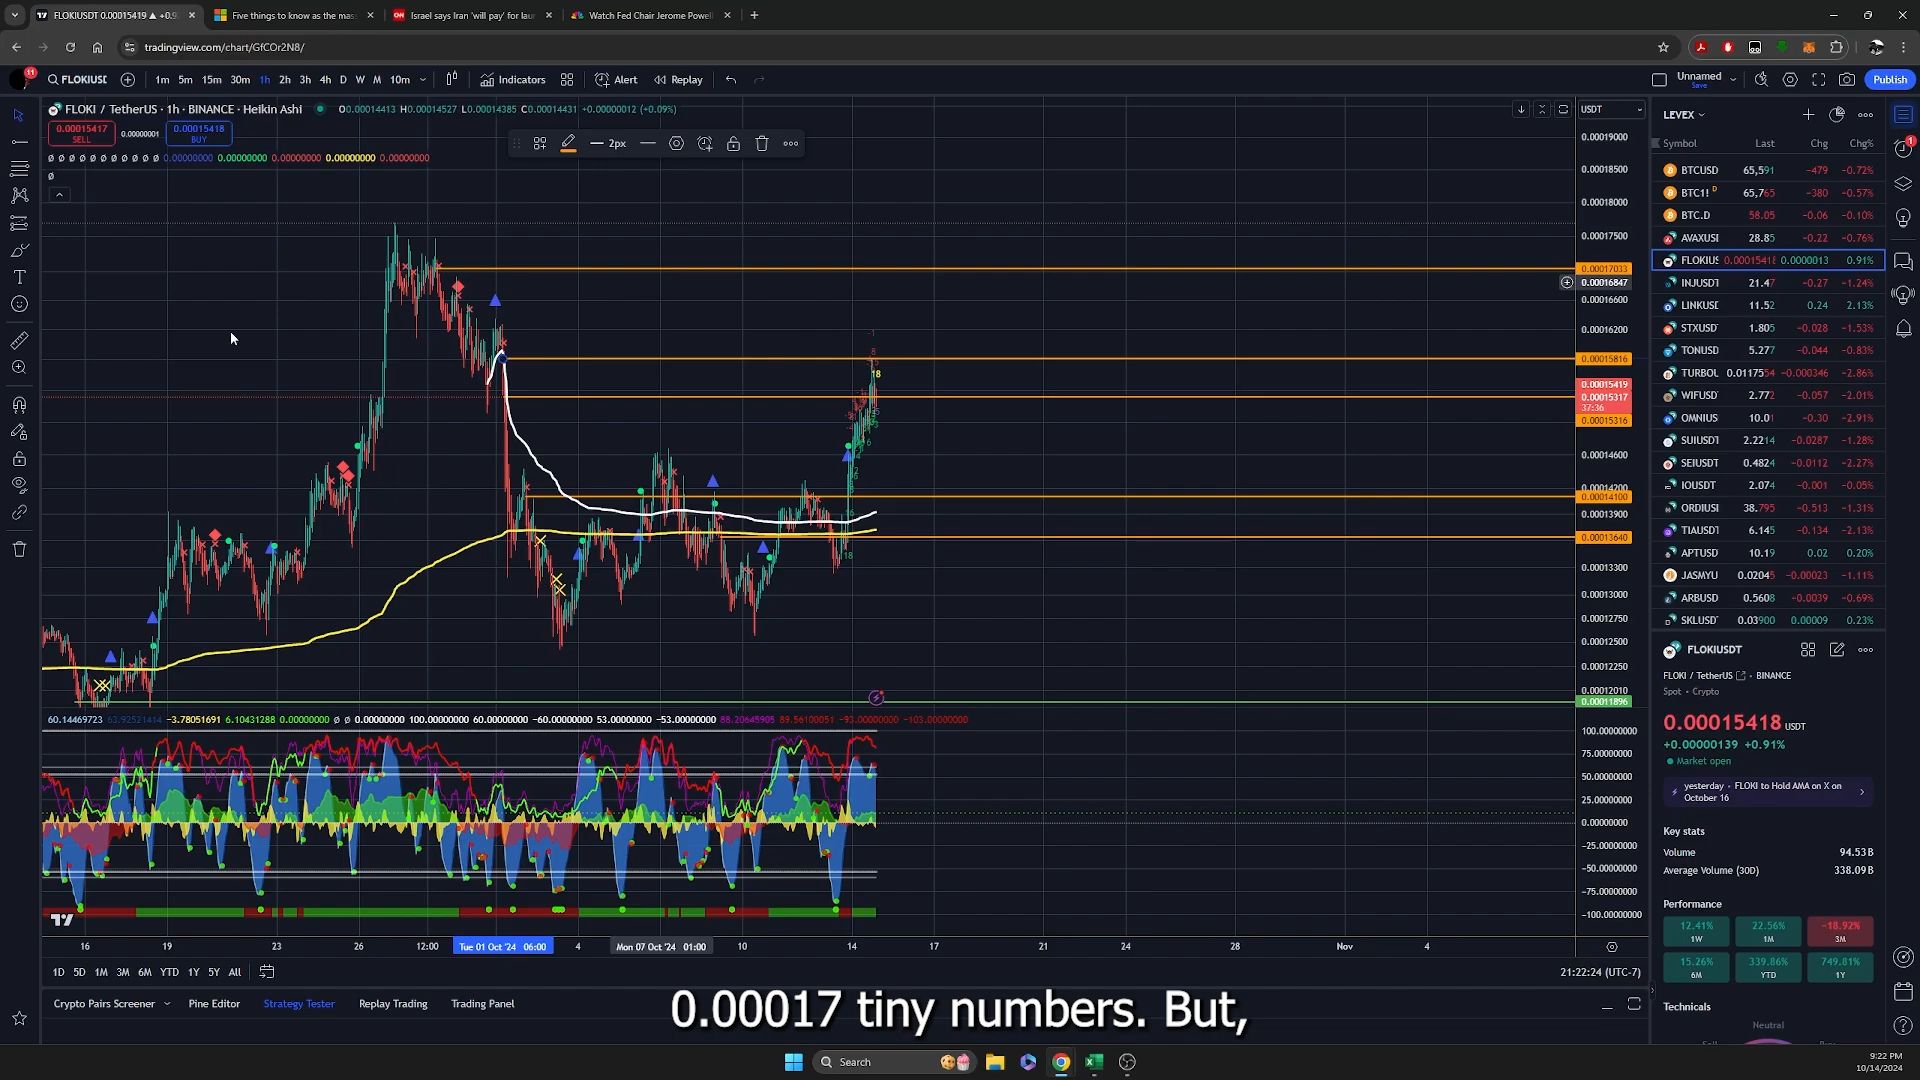 FLOKIUSDT 0.00015419 ▲ +0.9
Five things to know as the mas
Israel says Iran 'will pay' for lau
Watch Fed Chair Jerome Powell
tradingview.com/chart/GfCOr2N8/
11
FLOKIUSI
1m 5m 15m 30m 1h 2h 3h 4h D W M 10m
Indicators
Alert
Replay
Unnamed
Save
Publish
FLOKI / TetherUS · 1h · BINANCE · Heikin Ashi
O0.00014413 H0.00014527 L0.00014385 C0.00014431 +0.00000012 (+0.09%)
0.00015417
SELL
0.00000001
0.00015418
BUY
2px
Ø Ø Ø Ø Ø Ø Ø Ø Ø Ø Ø 0.00000000 0.00000000 0.00000000 0.00000000 0.00000000
Ø
USDT
0.00019000
0.00018500
0.00018000
0.00017500
0.00017033
0.00016847
0.00016600
0.00016200
0.00015816
0.00015419
0.00015317
37:36
0.00015316
0.00014600
0.00014200
0.00014100
0.00013900
0.00013640
0.00013300
0.00013000
0.00012750
0.00012500
0.00012250
0.00012010
0.00011896
18
18
60.14469723 63.92521414 −3.78051691 6.10431288 0.00000000 Ø Ø 0.00000000 100.00000000 60.00000000 −60.00000000 53.00000000 −53.00000000 88.20645905 89.56100051 −93.00000000 −103.00000000
100.00000000
75.00000000
50.00000000
25.00000000
0.00000000
−25.00000000
−50.00000000
−75.00000000
−100.00000000
16 19 23 26 12:00 Tue 01 Oct '24 06:00 4 Mon 07 Oct '24 01:00 10 14 17 21 24 28 Nov 4
1D 5D 1M 3M 6M YTD 1Y 5Y All
21:22:24 (UTC-7)
Crypto Pairs Screener
Pine Editor
Strategy Tester
Replay Trading
Trading Panel
0.00017 tiny numbers. But,
LEVEX
Symbol Last Chg Chg%
BTCUSD 65,591 −479 −0.72%
BTC1! D 65,765 −380 −0.57%
BTC.D 58.05 −0.06 −0.10%
AVAXUSI 28.85 −0.22 −0.76%
FLOKIUS 0.00015418 0.0000013 0.91%
INJUSDT 21.47 −0.27 −1.24%
LINKUSD 11.52 0.24 2.13%
STXUSD 1.805 −0.028 −1.53%
TONUSD 5.277 −0.044 −0.83%
TURBOL 0.0117554 −0.000346 −2.86%
WIFUSD 2.772 −0.057 −2.01%
OMNIUS 10.01 −0.30 −2.91%
SUIUSDT 2.2214 −0.0287 −1.28%
SEIUSDT 0.4824 −0.0112 −2.27%
IOUSDT 2.074 −0.001 −0.05%
ORDIUSI 38.795 −0.513 −1.31%
TIAUSDT 6.145 −0.134 −2.13%
APTUSD 10.19 0.02 0.20%
JASMYU 0.02045 −0.00023 −1.11%
ARBUSD 0.5608 −0.0039 −0.69%
SKLUSD 0.03900 0.00009 0.23%
1
FLOKIUSDT
FLOKI / TetherUS · BINANCE
Spot • Crypto
0.00015418 USDT
+0.00000139 +0.91%
Market open
yesterday · FLOKI to Hold AMA on X on
October 16
Key stats
Volume 94.53B
Average Volume (30D) 338.09B
Performance
12.41% 22.56% −18.92%
1W 1M 3M
15.26% 339.86% 749.81%
6M YTD 1Y
Technicals
Neutral
Search
9:22 PM
10/14/2024